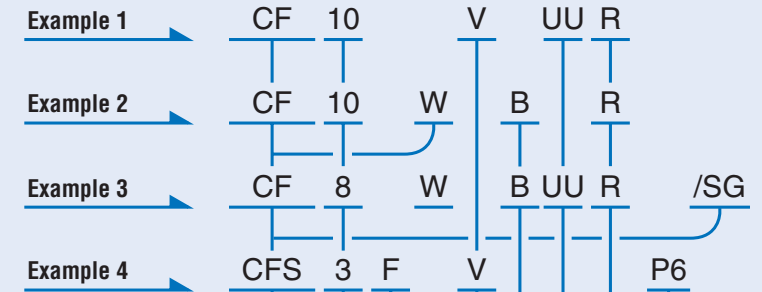 Example 1 CF 10 V UU R
Example 2 CF 10 W B R
Example 3 CF 8 W B UU R /SG
Example 4 CFS 3 F V P6